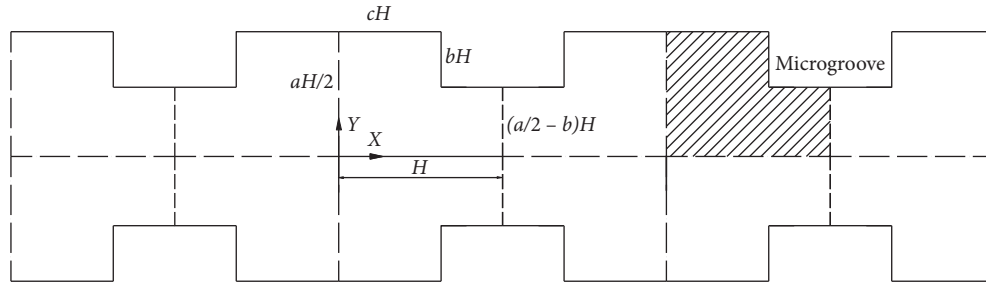 cH
bH
Microgroove
aH/2
Y
(a/2 – b)H
X
H